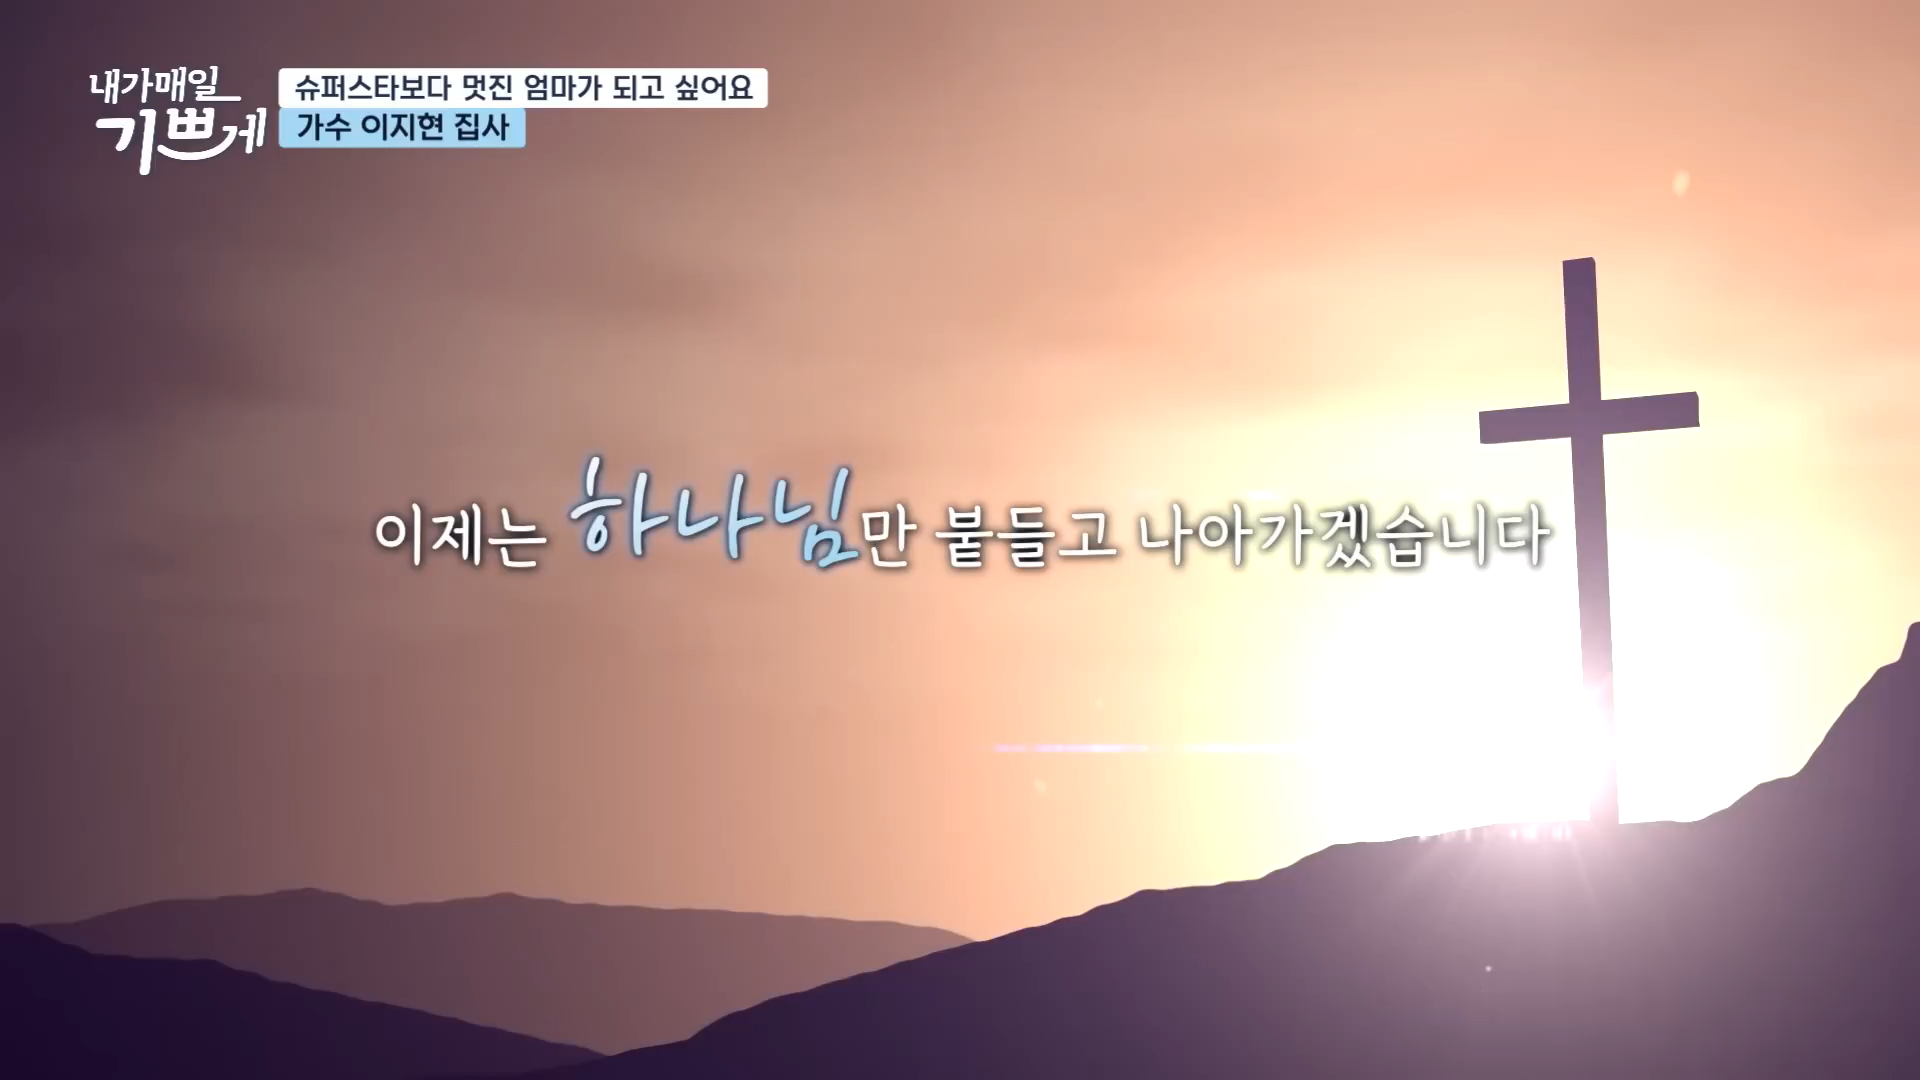 내가매일
기쁘게
슈퍼스타보다 멋진 엄마가 되고 싶어요
가수 이지현 집사
이제는 하나님만 붙들고 나아가겠습니다